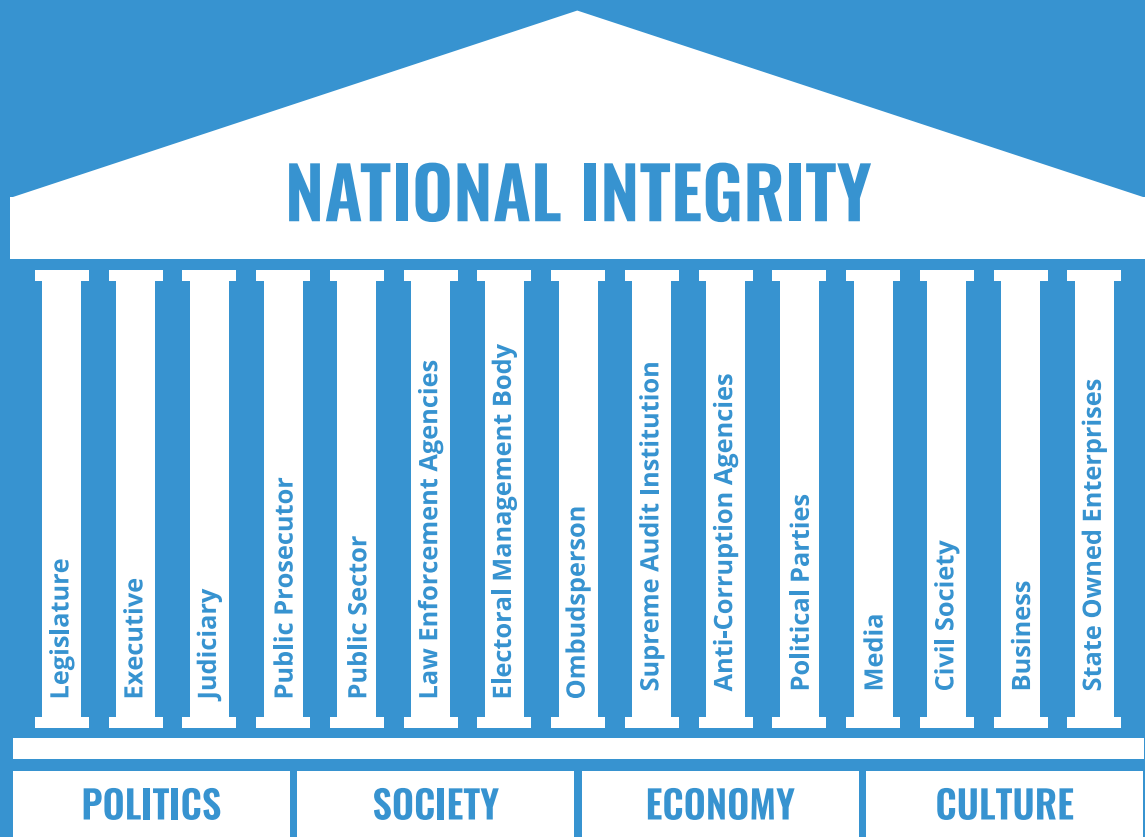 NATIONAL INTEGRITY
Legislature
Executive
Judiciary
Public Prosecutor
Public Sector
Law Enforcement Agencies
Electoral Management Body
Ombudsperson
Supreme Audit Institution
Anti-Corruption Agencies
Political Parties
Media
Civil Society
Business
State Owned Enterprises
POLITICS
SOCIETY
ECONOMY
CULTURE